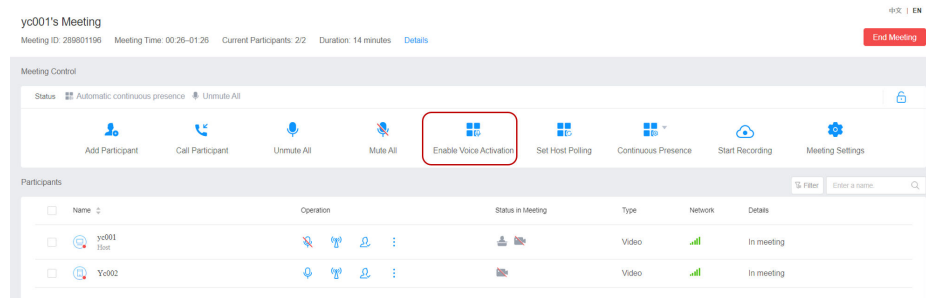 中文 | EN
yc001's Meeting
Meeting ID: 289801196 Meeting Time: 00:26–01:26 Current Participants: 2/2 Duration: 14 minutes Details
End Meeting
Meeting Control
Status Automatic continuous presence Unmute All
Add Participant Call Participant Unmute All Mute All Enable Voice Activation Set Host Polling Continuous Presence Start Recording Meeting Settings
Participants
Filter Enter a name
Name Operation Status in Meeting Type Network Details
yc001
Host
Video In meeting
Yc002 Video In meeting